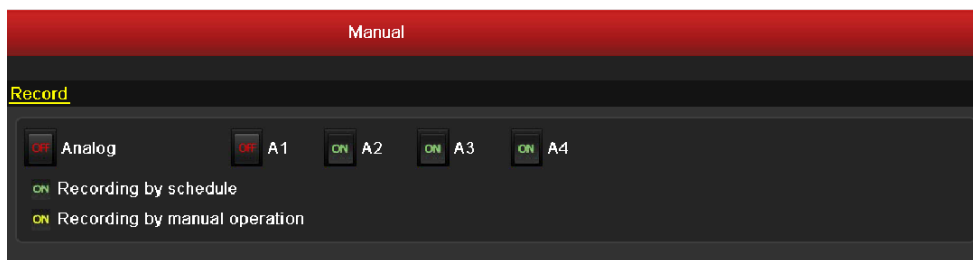 Manual
Record
OFF Analog OFF A1 ON A2 ON A3 ON A4
ON Recording by schedule
ON Recording by manual operation